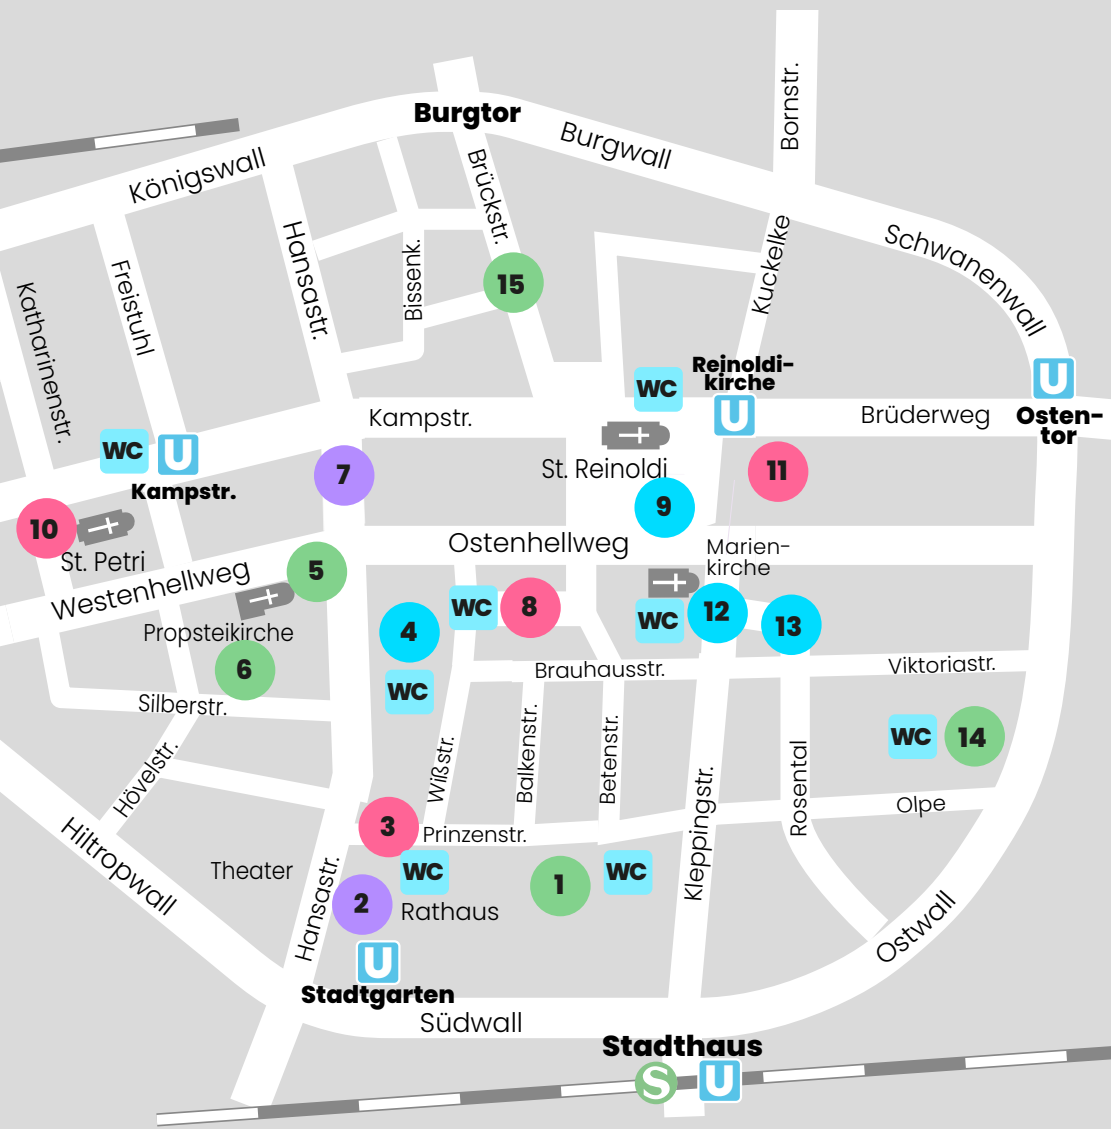 Bornstr.
Burgtor
Burgwall
Königswall
Brückstr.
Kuckelke
Hansastr.
Schwanenwall
Bissenk.
Freistuhl
15
Katharinenstr.
Reinoldi-
kirche
U
WC
U
Osten-
tor
Kampstr.
Brüderweg
WC
U
Kampstr.
St. Reinoldi
7
11
9
10
St. Petri
Ostenhellweg
Marien-
kirche
Westenhellweg
5
WC
8
WC
12
13
4
Propsteikirche
6
Brauhausstr.
Viktoriastr.
WC
Silberstr.
WC
14
Hövelstr.
Wißstr.
Balkenstr.
Betenstr.
Kleppingstr.
Rosental
Olpe
3
Prinzenstr.
Hiltropwall
Theater
WC
1
WC
Hansastr.
2
Rathaus
Ostwall
U
Stadtgarten
Südwall
Stadthaus
S
U